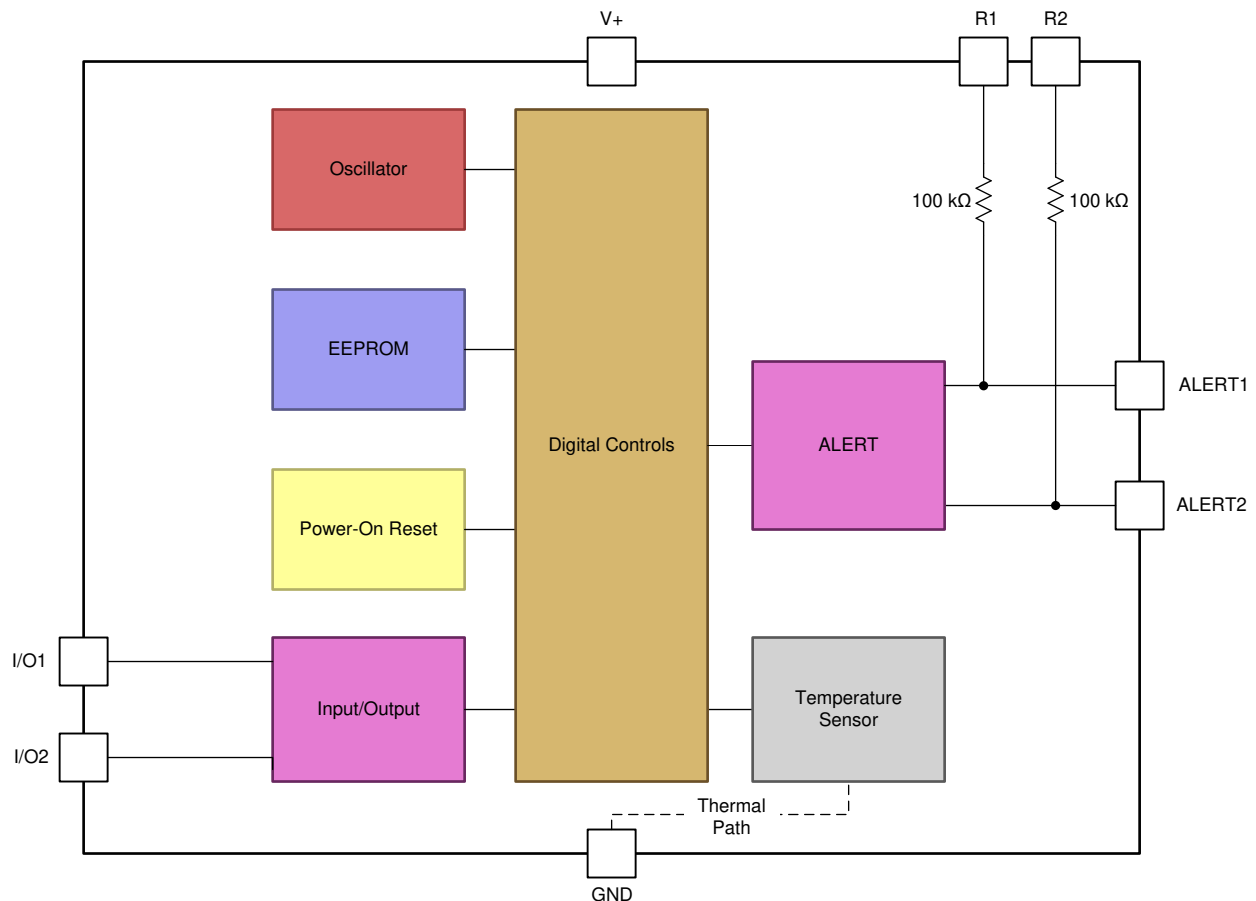 V+
R1
R2
Oscillator
100 kΩ
100 kΩ
EEPROM
ALERT1
Digital Controls
ALERT
ALERT2
Power-On Reset
I/O1
Input/Output
Temperature
Sensor
I/O2
Thermal
Path
GND